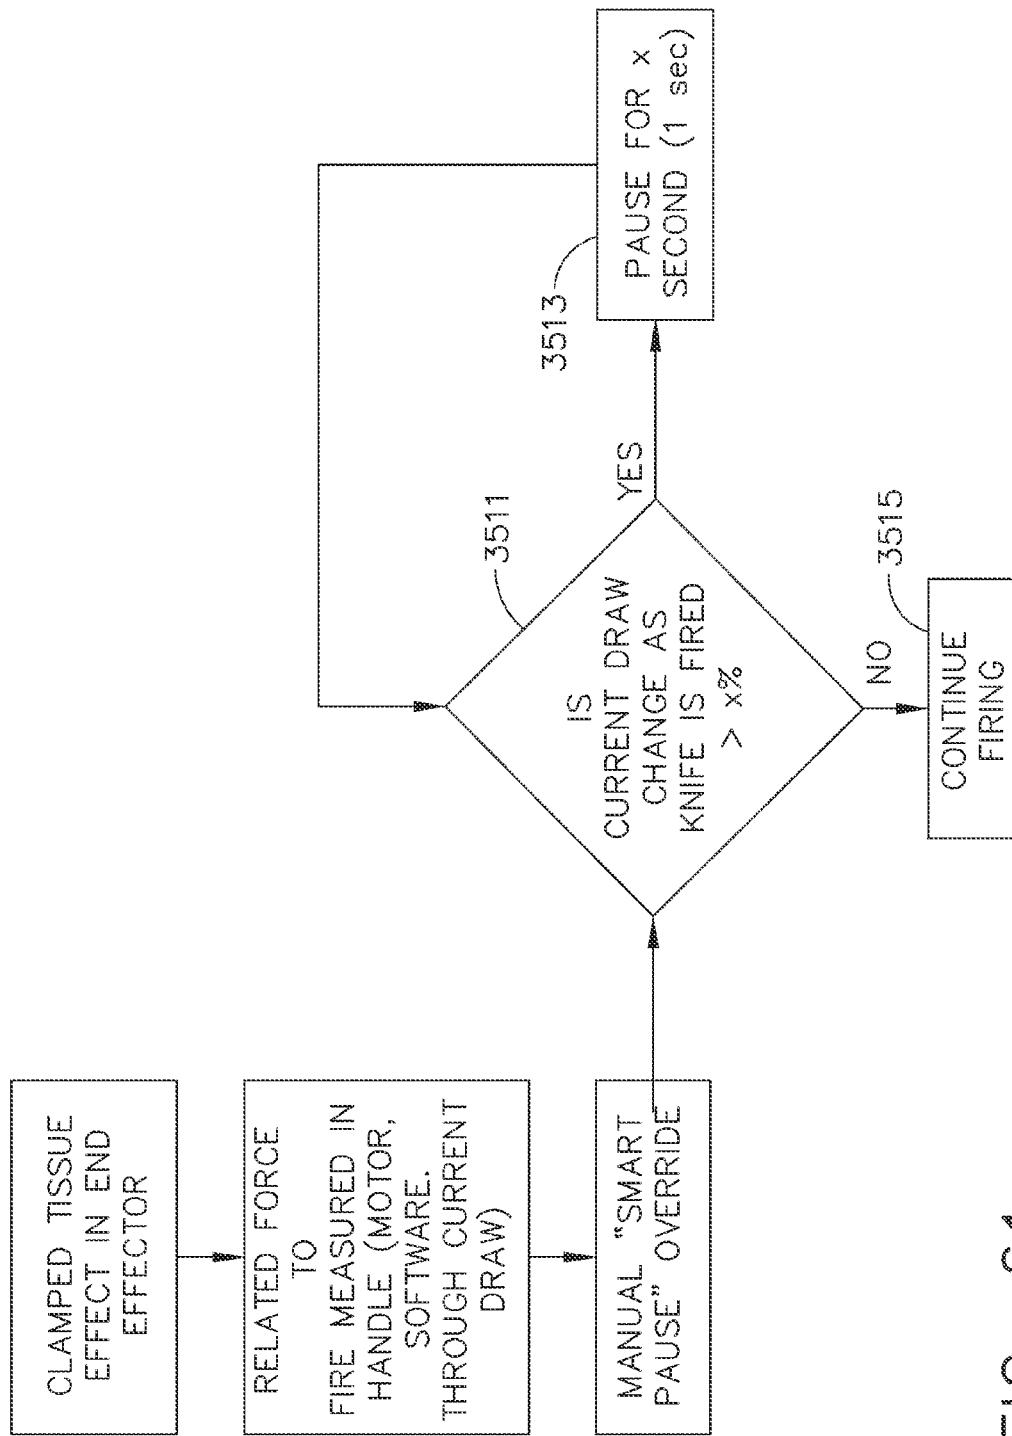 CLAMPED TISSUE
EFFECT IN END
EFFECTOR
RELATED FORCE
TO
FIRE MEASURED IN
HANDLE (MOTOR,
SOFTWARE.
THROUGH CURRENT
DRAW)
MANUAL "SMART
PAUSE" OVERRIDE
IS
CURRENT DRAW
CHANGE AS
KNIFE IS FIRED
> x%
3511
YES
3513
PAUSE FOR x
SECOND (1 sec)
NO
3515
CONTINUE
FIRING